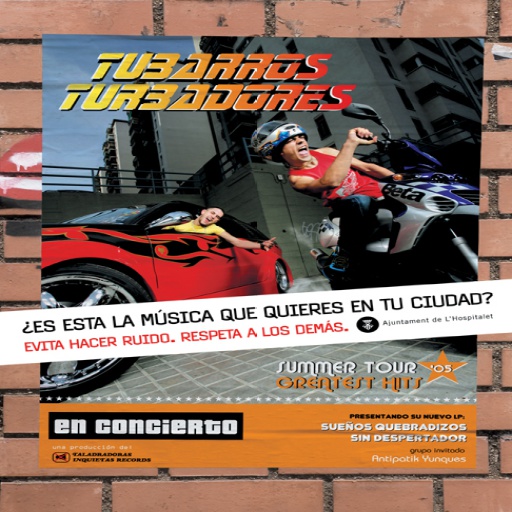 TUBARROS
TURBADORES
Beta
¿ES ESTA LA MÚSICA QUE QUIERES EN TU CIUDAD?
EVITA HACER RUIDO. RESPETA A LOS DEMÁS.
Ajuntament de L'Hospitalet
SUMMER TOUR '05
GREATEST HITS
en concierto
una producción de:
TALADRADORAS
INQUIETAS RECORDS
PRESENTANDO SU NUEVO LP:
SUEÑOS QUEBRADIZOS
SIN DESPERTADOR
grupo invitado
Antipatik Yunques